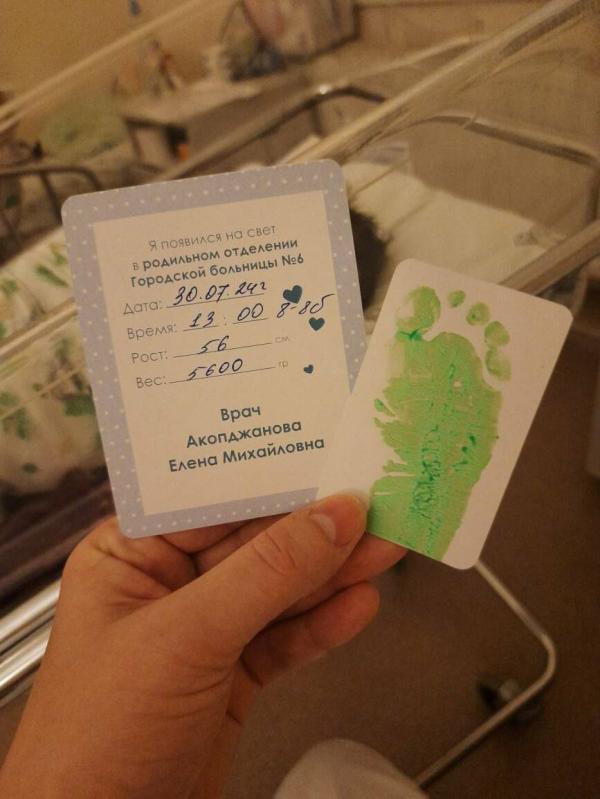 Я появился на свет
в родильном отделении
Городской больницы №6
Дата: 30.07.24г
Время: 13 : 00 8-8б
Рост: 56 см
Вес: 5600 гр
Врач
Акопджанова
Елена Михайловна